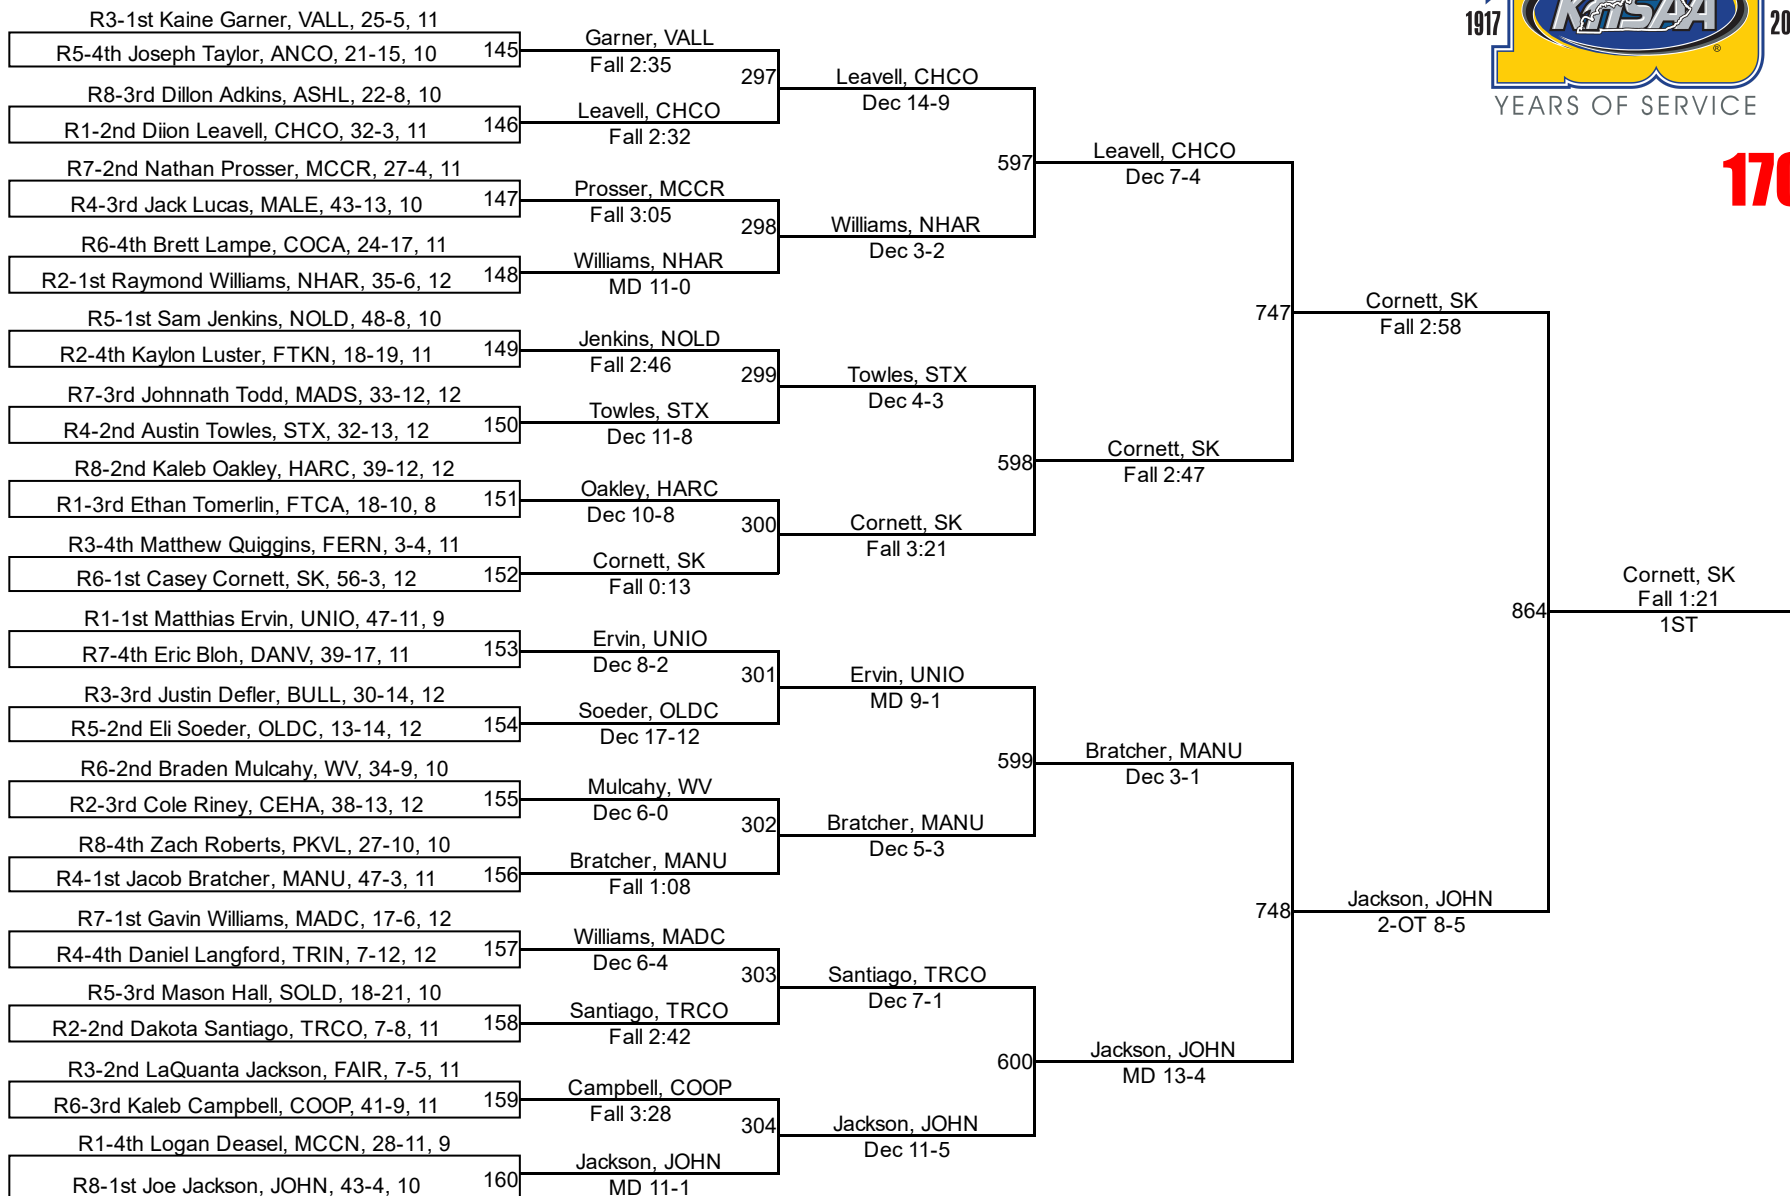 R3-1st Kaine Garner, VALL, 25-5, 11
R5-4th Joseph Taylor, ANCO, 21-15, 10
145
R8-3rd Dillon Adkins, ASHL, 22-8, 10
R1-2nd Diion Leavell, CHCO, 32-3, 11
146
R7-2nd Nathan Prosser, MCCR, 27-4, 11
R4-3rd Jack Lucas, MALE, 43-13, 10
147
R6-4th Brett Lampe, COCA, 24-17, 11
R2-1st Raymond Williams, NHAR, 35-6, 12
148
R5-1st Sam Jenkins, NOLD, 48-8, 10
R2-4th Kaylon Luster, FTKN, 18-19, 11
149
R7-3rd Johnnath Todd, MADS, 33-12, 12
R4-2nd Austin Towles, STX, 32-13, 12
150
R8-2nd Kaleb Oakley, HARC, 39-12, 12
R1-3rd Ethan Tomerlin, FTCA, 18-10, 8
151
R3-4th Matthew Quiggins, FERN, 3-4, 11
R6-1st Casey Cornett, SK, 56-3, 12
152
R1-1st Matthias Ervin, UNIO, 47-11, 9
R7-4th Eric Bloh, DANV, 39-17, 11
153
R3-3rd Justin Defler, BULL, 30-14, 12
R5-2nd Eli Soeder, OLDC, 13-14, 12
154
R6-2nd Braden Mulcahy, WV, 34-9, 10
R2-3rd Cole Riney, CEHA, 38-13, 12
155
R8-4th Zach Roberts, PKVL, 27-10, 10
R4-1st Jacob Bratcher, MANU, 47-3, 11
156
R7-1st Gavin Williams, MADC, 17-6, 12
R4-4th Daniel Langford, TRIN, 7-12, 12
157
R5-3rd Mason Hall, SOLD, 18-21, 10
R2-2nd Dakota Santiago, TRCO, 7-8, 11
158
R3-2nd LaQuanta Jackson, FAIR, 7-5, 11
R6-3rd Kaleb Campbell, COOP, 41-9, 11
159
R1-4th Logan Deasel, MCCN, 28-11, 9
R8-1st Joe Jackson, JOHN, 43-4, 10
160
Garner, VALL
Fall 2:35
297
Leavell, CHCO
Fall 2:32
Prosser, MCCR
Fall 3:05
298
Williams, NHAR
MD 11-0
Jenkins, NOLD
Fall 2:46
299
Towles, STX
Dec 11-8
Oakley, HARC
Dec 10-8
300
Cornett, SK
Fall 0:13
Ervin, UNIO
Dec 8-2
301
Soeder, OLDC
Dec 17-12
Mulcahy, WV
Dec 6-0
302
Bratcher, MANU
Fall 1:08
Williams, MADC
Dec 6-4
303
Santiago, TRCO
Fall 2:42
Campbell, COOP
Fall 3:28
304
Jackson, JOHN
MD 11-1
Leavell, CHCO
Dec 14-9
597
Williams, NHAR
Dec 3-2
Towles, STX
Dec 4-3
598
Cornett, SK
Fall 3:21
Ervin, UNIO
MD 9-1
599
Bratcher, MANU
Dec 5-3
Santiago, TRCO
Dec 7-1
600
Jackson, JOHN
Dec 11-5
Leavell, CHCO
Dec 7-4
747
Cornett, SK
Fall 2:47
Bratcher, MANU
Dec 3-1
748
Jackson, JOHN
MD 13-4
Cornett, SK
Fall 2:58
864
Jackson, JOHN
2-OT 8-5
Cornett, SK
Fall 1:21
1ST
1917
KHSAA
®
20
YEARS OF SERVICE
170